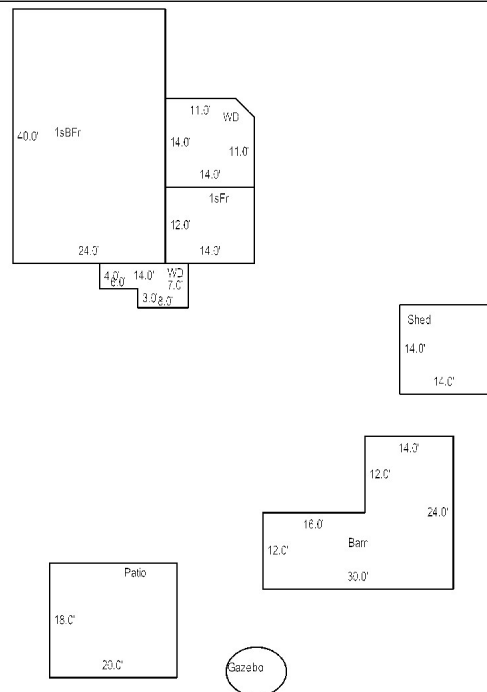 11.0'
WD
40.0' 1sBFr
14.0'
11.0'
14.0'
1sFr
12.0'
24.0' 14.0'
4.0' 14.0' WD
6.0' 7.0'
3.0' 8.0'
Shed
14.0'
14.0'
14.0'
12.0'
24.0'
16.0'
12.0' Barn
30.0'
Patio
18.0'
20.0'
Gazebo